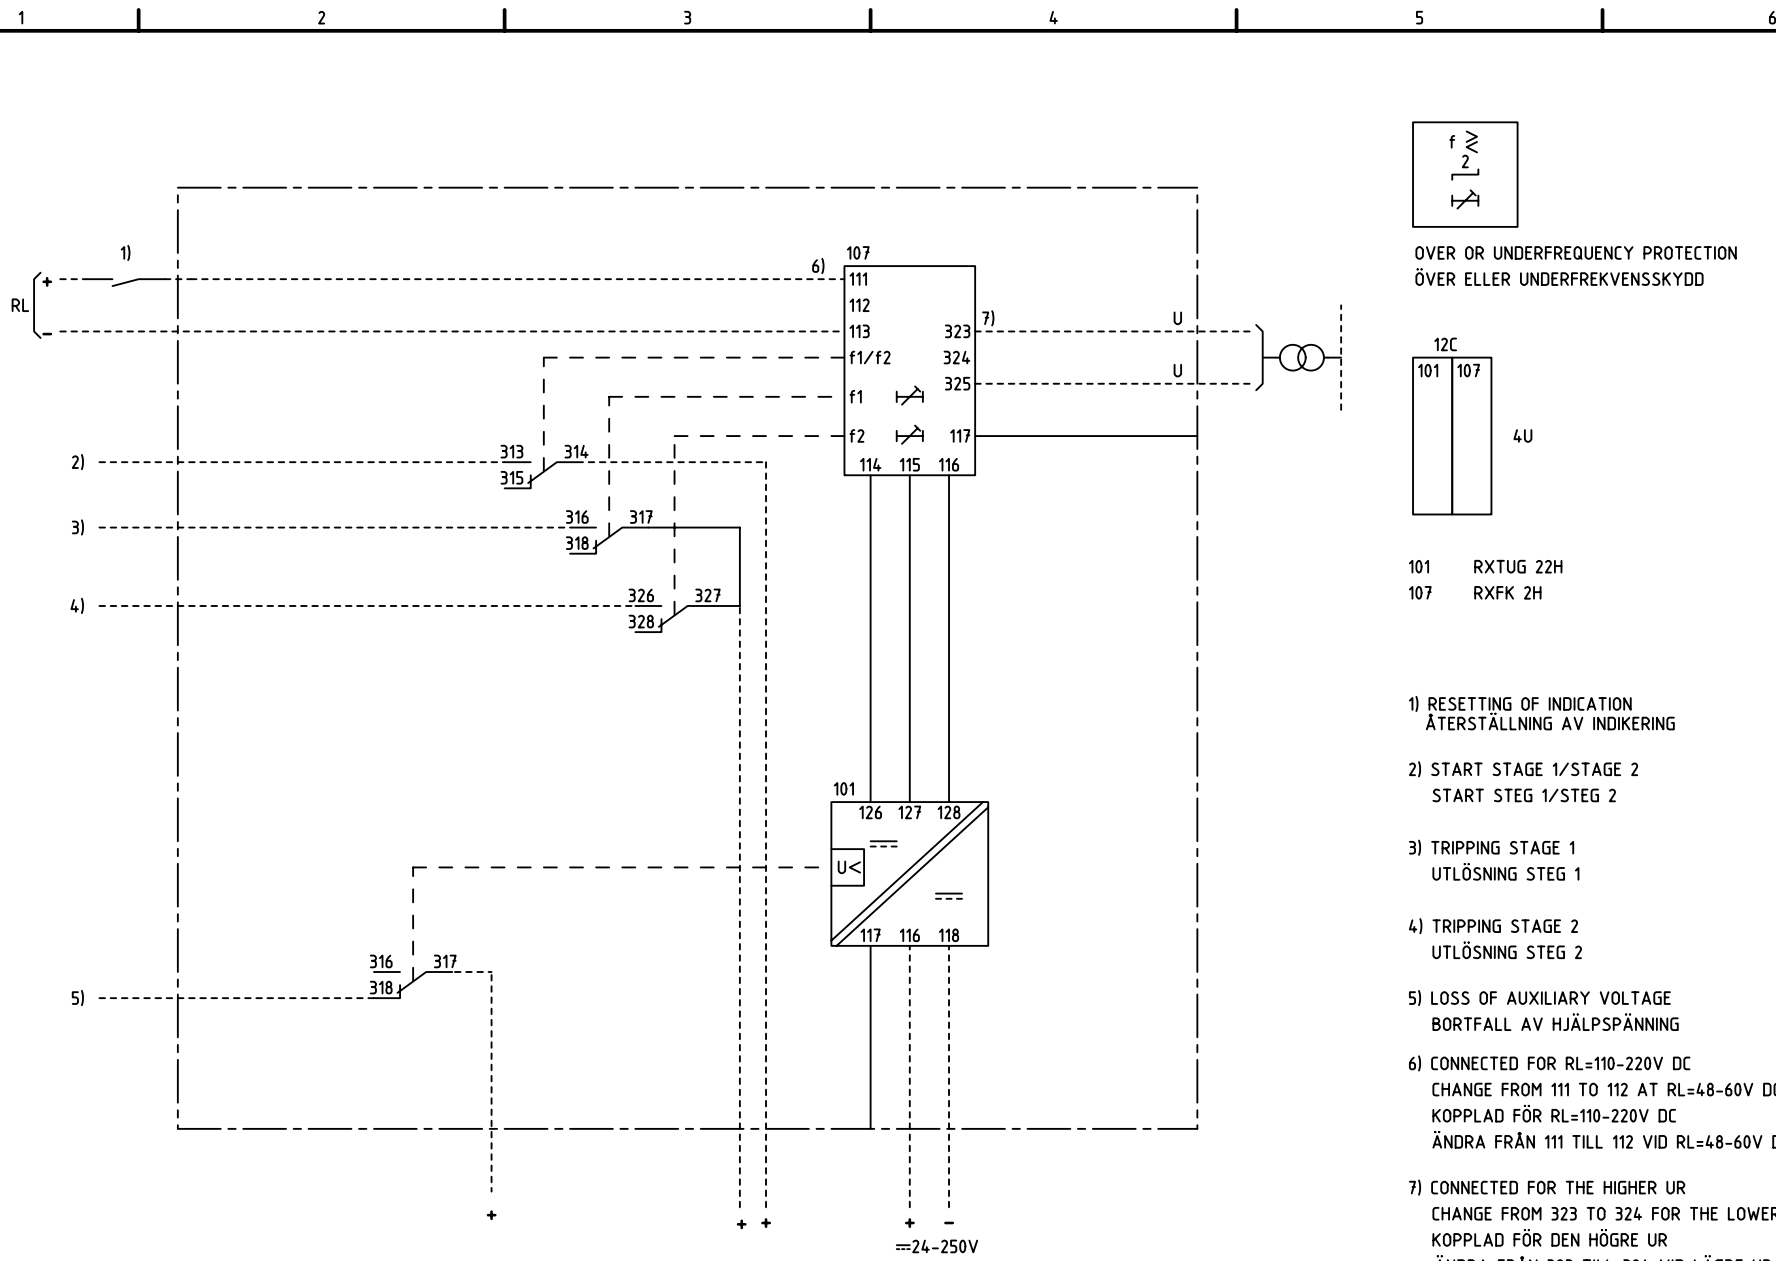 1 2 3 4 5 6
f ≷
2
OVER OR UNDERFREQUENCY PROTECTION
ÖVER ELLER UNDERFREKVENSSKYDD
1)
6)
107
+
111
RL
112
-
113
7)
323
U
f1/f2
324
325
U
f1
f2
117
114 115 116
2)
313 314
315
3)
316 317
318
4)
326 327
328
101
126 127 128
U<
117 116 118
316 317
318
5)
+
+ +
+ -
24-250V
12C
101 107
4U
101 RXTUG 22H
107 RXFK 2H
1) RESETTING OF INDICATION
ÅTERSTÄLLNING AV INDIKERING
2) START STAGE 1/STAGE 2
START STEG 1/STEG 2
3) TRIPPING STAGE 1
UTLÖSNING STEG 1
4) TRIPPING STAGE 2
UTLÖSNING STEG 2
5) LOSS OF AUXILIARY VOLTAGE
BORTFALL AV HJÄLPSPÄNNING
6) CONNECTED FOR RL=110-220V DC
CHANGE FROM 111 TO 112 AT RL=48-60V DC
KOPPLAD FÖR RL=110-220V DC
ÄNDRA FRÅN 111 TILL 112 VID RL=48-60V D
7) CONNECTED FOR THE HIGHER UR
CHANGE FROM 323 TO 324 FOR THE LOWER
KOPPLAD FÖR DEN HÖGRE UR